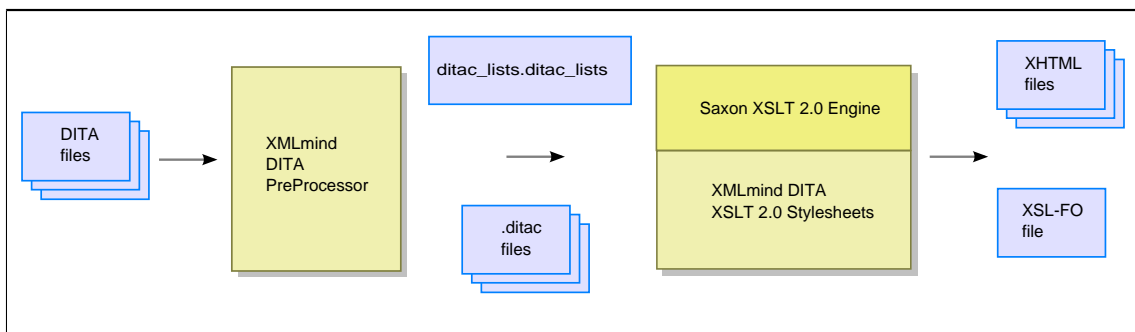 DITA
files
XMLmind
DITA
PreProcessor
ditac_lists.ditac_lists
.ditac
files
Saxon XSLT 2.0 Engine
XMLmind DITA
XSLT 2.0 Stylesheets
XHTML
files
XSL-FO
file